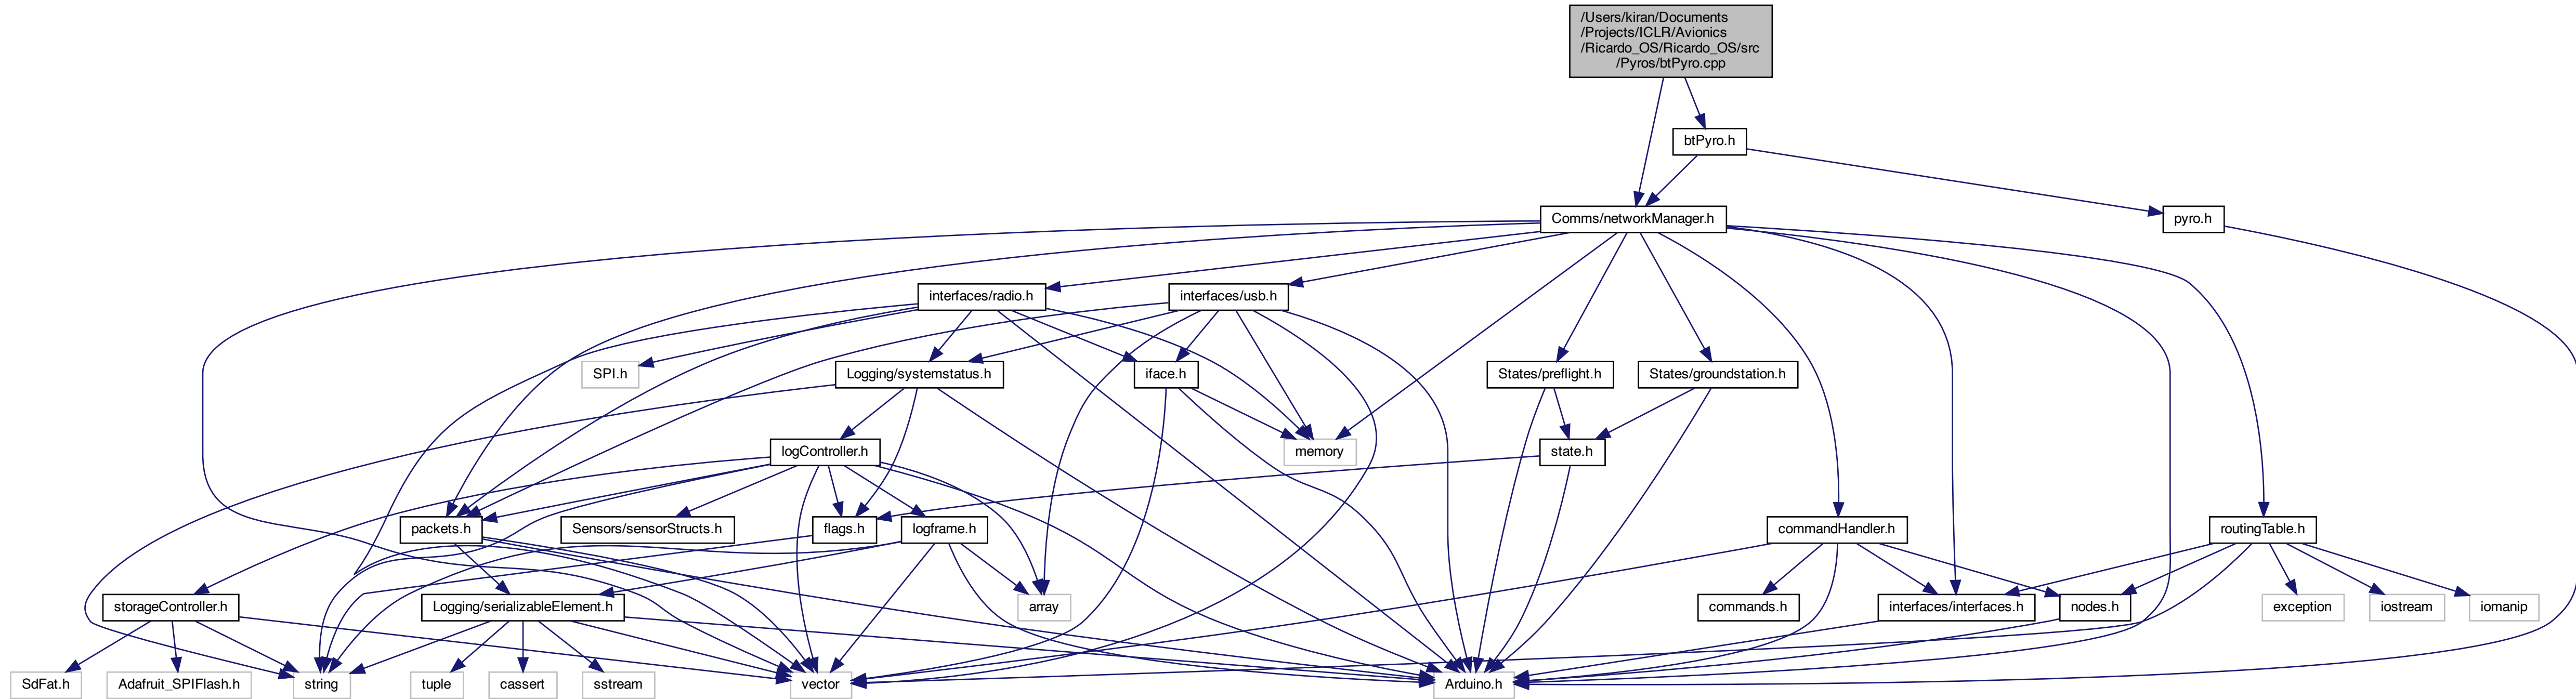 /Users/kiran/Documents
/Projects/ICLR/Avionics
/Ricardo_OS/Ricardo_OS/src
/Pyros/btPyro.cpp
btPyro.h
Comms/networkManager.h
pyro.h
interfaces/radio.h
interfaces/usb.h
SPI.h
Logging/systemstatus.h
iface.h
States/preflight.h
States/groundstation.h
logController.h
memory
state.h
packets.h
Sensors/sensorStructs.h
flags.h
logframe.h
commandHandler.h
routingTable.h
storageController.h
Logging/serializableElement.h
array
commands.h
interfaces/interfaces.h
nodes.h
exception
iostream
iomanip
SdFat.h
Adafruit_SPIFlash.h
string
tuple
cassert
sstream
vector
Arduino.h